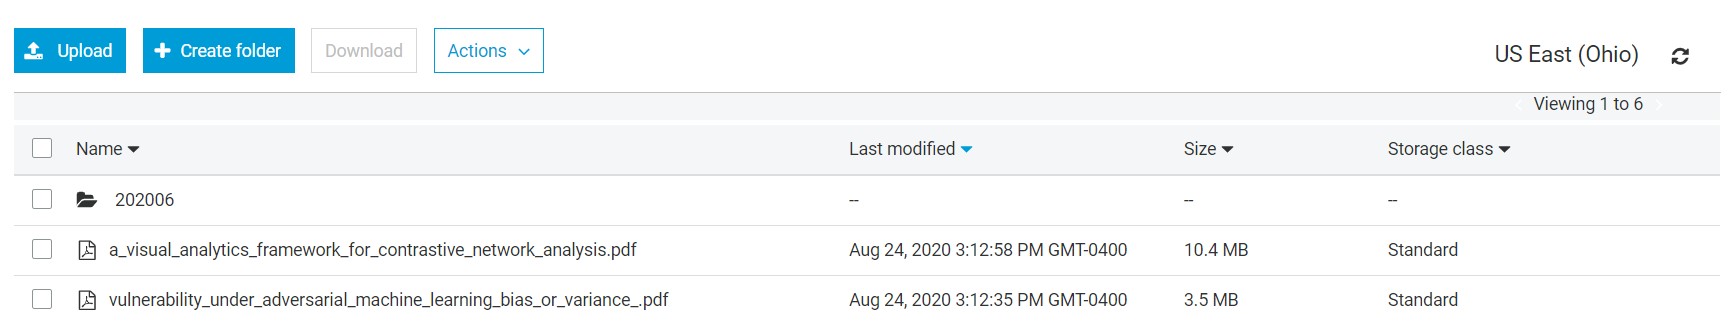 Upload Create folder Download Actions US East (Ohio)
Viewing 1 to 6
Name Last modified Size Storage class
202006 -- -- --
a_visual_analytics_framework_for_contrastive_network_analysis.pdf Aug 24, 2020 3:12:58 PM GMT-0400 10.4 MB Standard
vulnerability_under_adversarial_machine_learning_bias_or_variance_.pdf Aug 24, 2020 3:12:35 PM GMT-0400 3.5 MB Standard